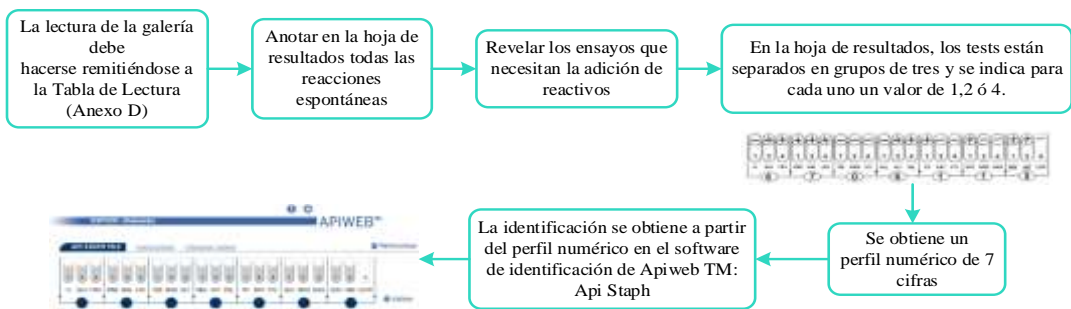 La lectura de la galería
debe
hacerse remitiéndose a
la Tabla de Lectura
(Anexo D)
Anotar en la hoja de
resultados todas las
reacciones
espontáneas
Revelar los ensayos que
necesitan la adición de
reactivos
En la hoja de resultados, los tests están
separados en grupos de tres y se indica para
cada uno un valor de 1,2 ó 4.
Se obtiene un
perfil numérico de 7
cifras
La identificación se obtiene a partir
del perfil numérico en el software
de identificación de Apiweb TM:
Api Staph
APIWEB